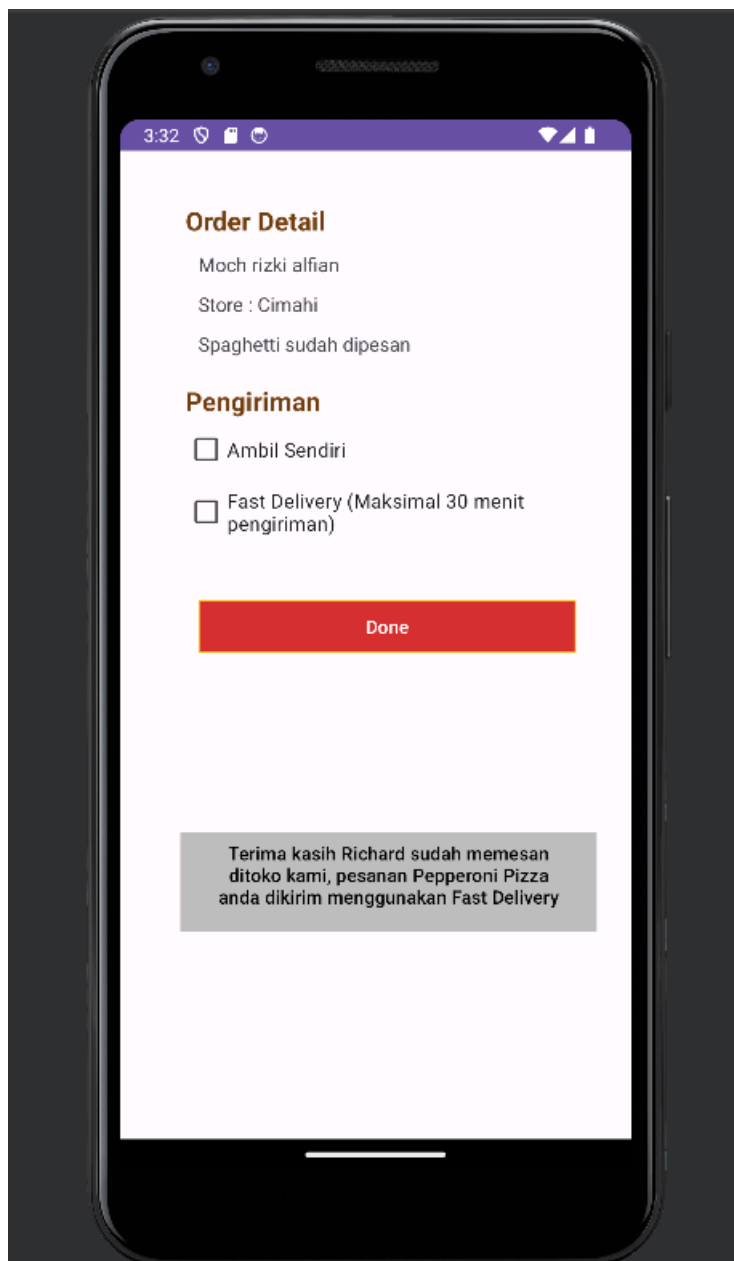 3:32
Order Detail
Moch rizki alfian
Store : Cimahi
Spaghetti sudah dipesan
Pengiriman
Ambil Sendiri
Fast Delivery (Maksimal 30 menit
pengiriman)
Done
Terima kasih Richard sudah memesan
ditoko kami, pesanan Pepperoni Pizza
anda dikirim menggunakan Fast Delivery